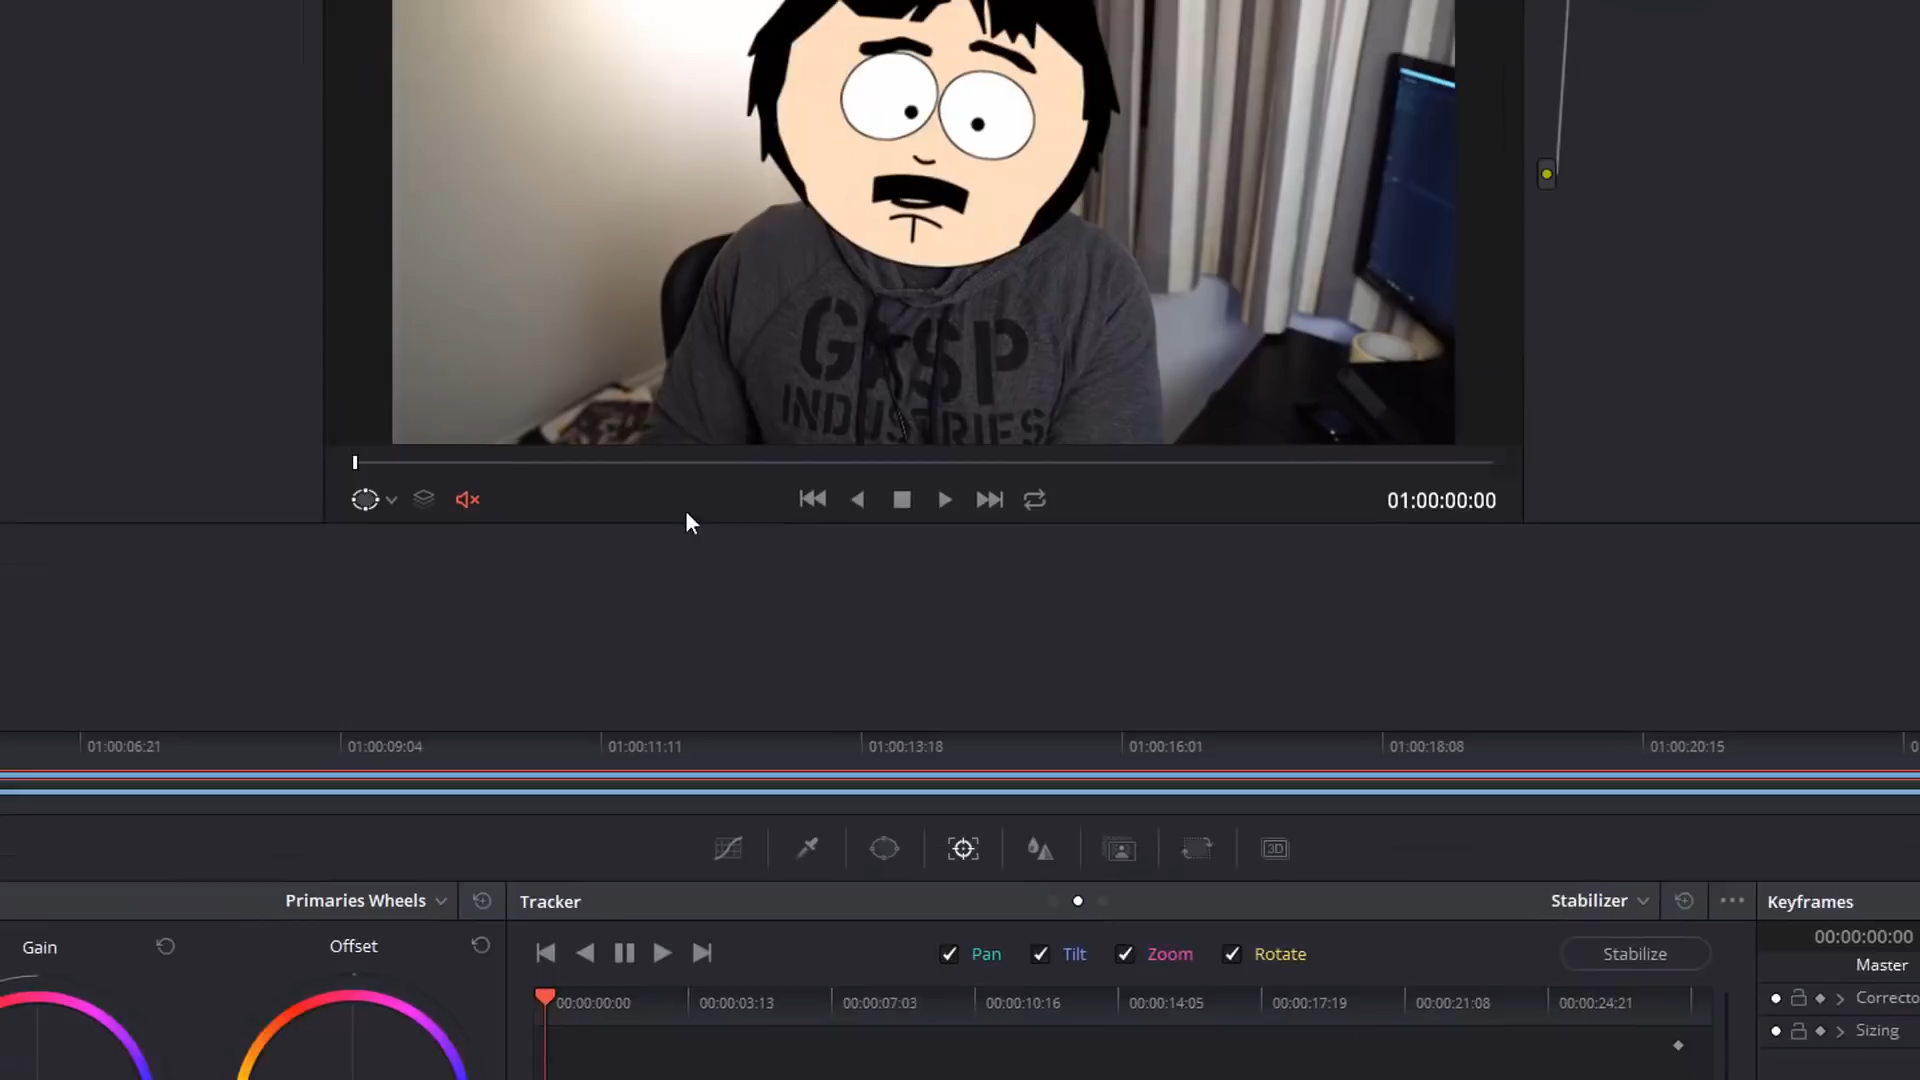 GASP
INDUSTRIES
01:00:00:00
01:00:06:21
01:00:09:04
01:00:11:11
01:00:13:18
01:00:16:01
01:00:18:08
01:00:20:15
3D
Primaries Wheels
Tracker
Stabilizer
Keyframes
Gain
Offset
Pan
Tilt
Zoom
Rotate
Stabilize
00:00:00:00
Master
00:00:00:00
00:00:03:13
00:00:07:03
00:00:10:16
00:00:14:05
00:00:17:19
00:00:21:08
00:00:24:21
Correcto
Sizing